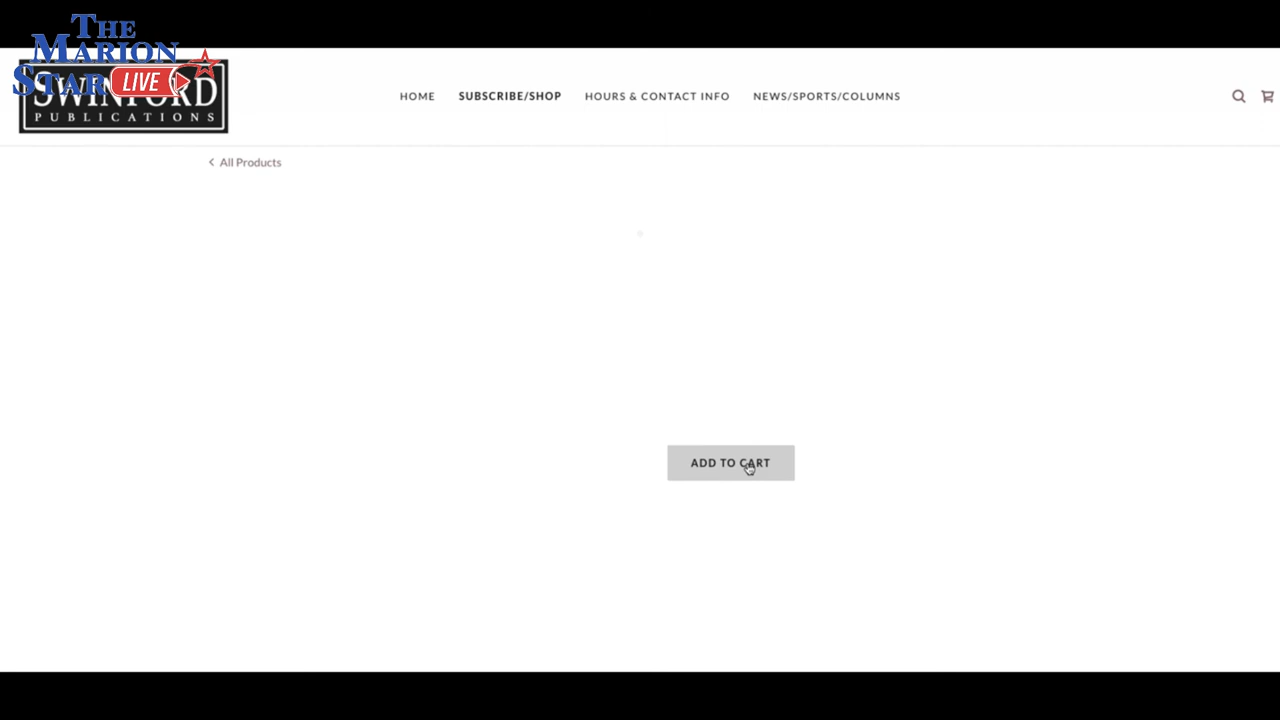 THE
MARION
STAR LIVE
SWINFORD
PUBLICATIONS
HOME SUBSCRIBE/SHOP HOURS & CONTACT INFO NEWS/SPORTS/COLUMNS
All Products
ADD TO CART